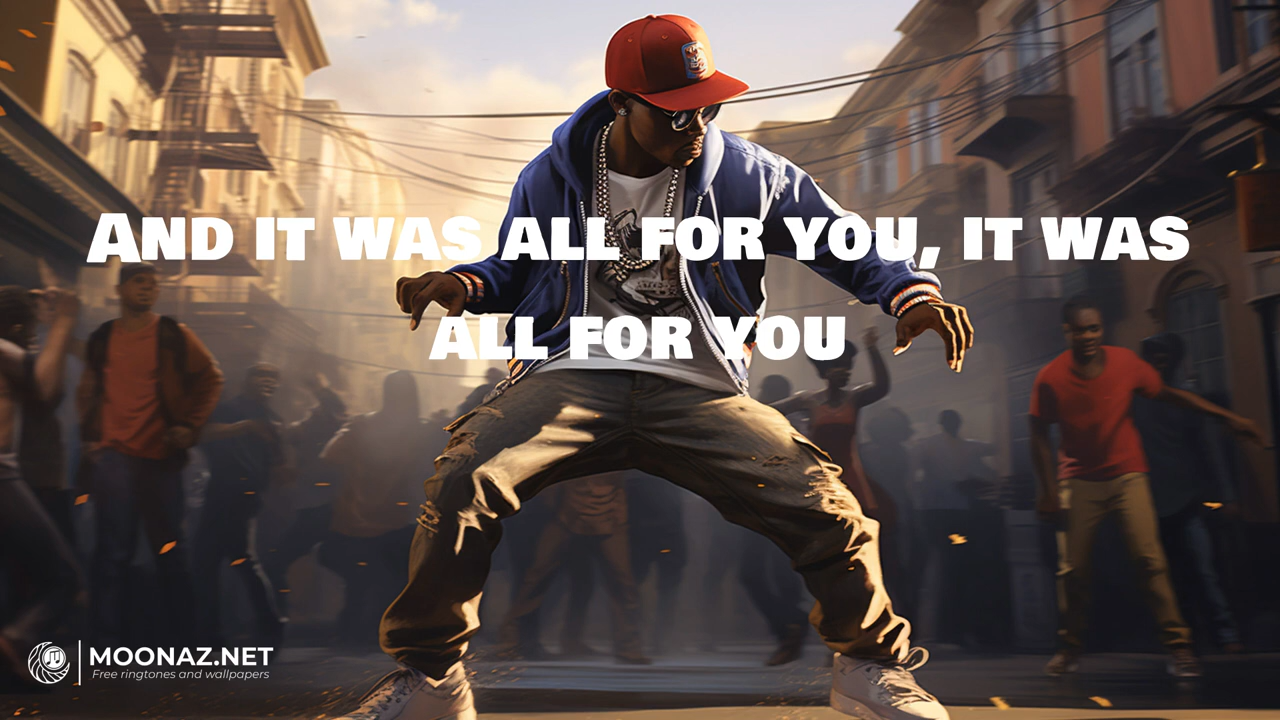 And it was all for you, it was
all for you
MOONAZ.NET
Free ringtones and wallpapers